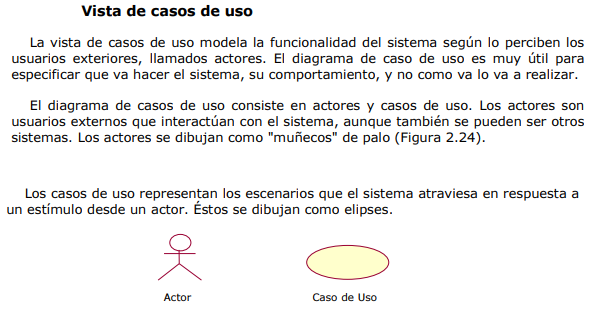 Vista de casos de uso
La vista de casos de uso modela la funcionalidad del sistema según lo perciben los
usuarios exteriores, llamados actores. El diagrama de caso de uso es muy útil para
especificar que va hacer el sistema, su comportamiento, y no como va lo va a realizar.
El diagrama de casos de uso consiste en actores y casos de uso. Los actores son
usuarios externos que interactúan con el sistema, aunque también se pueden ser otros
sistemas. Los actores se dibujan como "muñecos" de palo (Figura 2.24).
Los casos de uso representan los escenarios que el sistema atraviesa en respuesta a
un estímulo desde un actor. Éstos se dibujan como elipses.
Actor
Caso de Uso